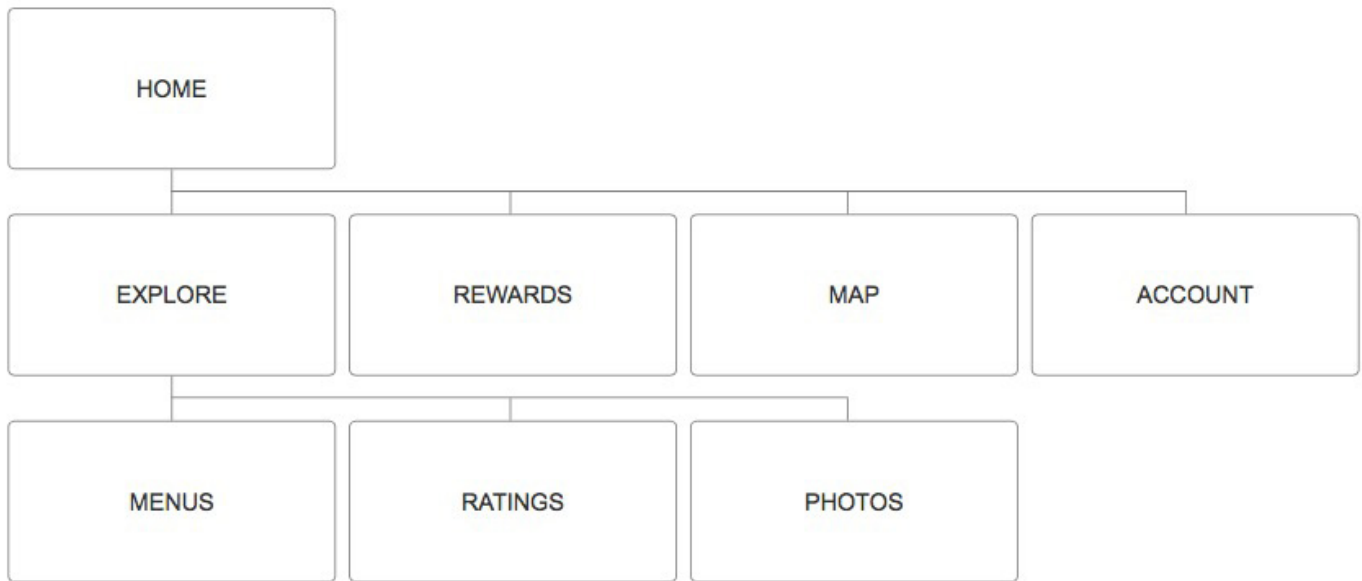 HOME
EXPLORE
REWARDS
MAP
ACCOUNT
MENUS
RATINGS
PHOTOS